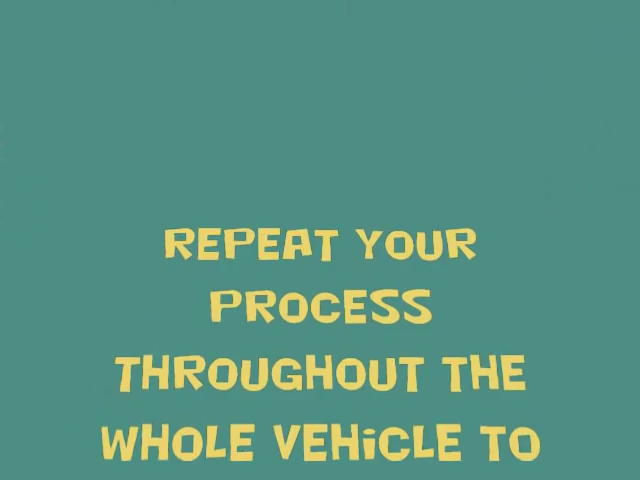 REPEAT YOUR
PROCESS
THROUGHOUT THE
WHOLE VEHiCLE TO